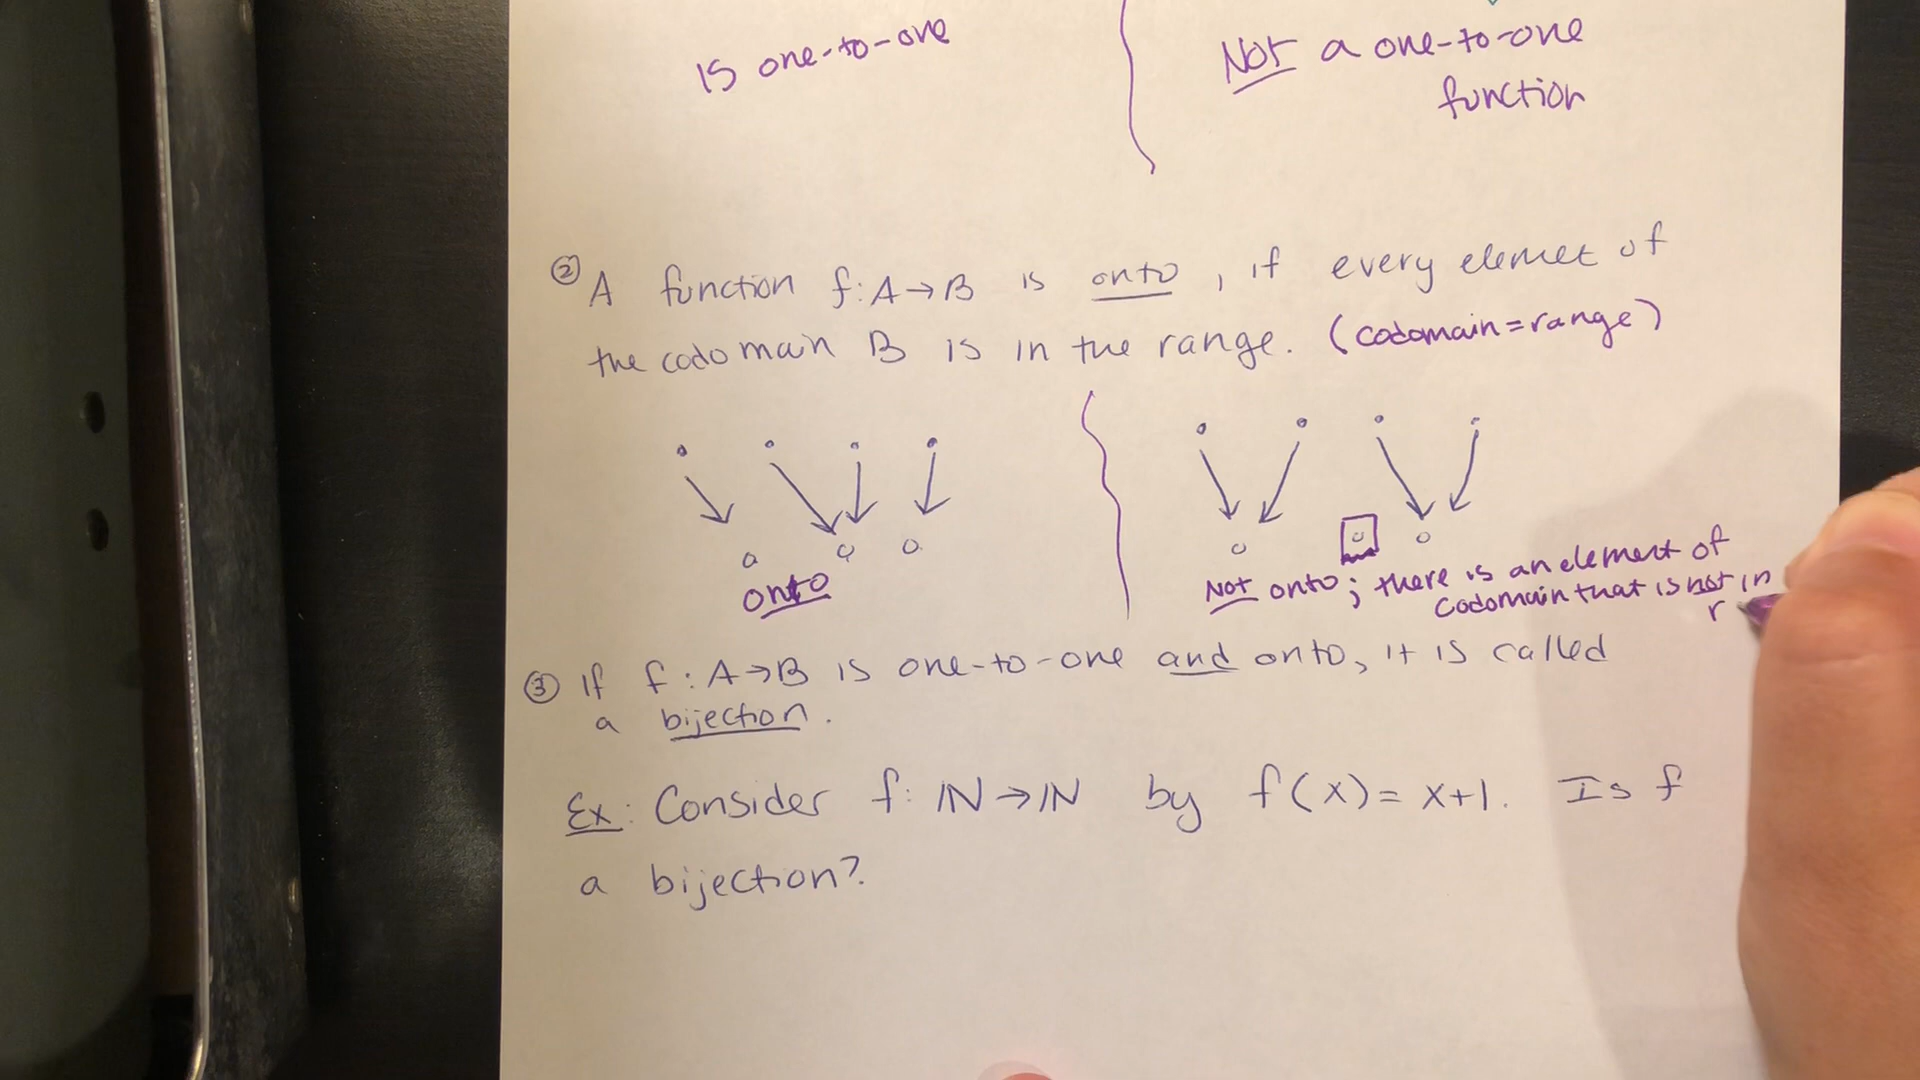 is one-to-one
Not a one-to-one
function
② A function f: A→B is onto, if every elemet of
the codomain B is in the range. (codomain=range)
onto
Not onto; there is an element of
codomain that is not in
r
③ If f: A→B is one-to-one and onto, it is called
a bijection.
Ex: Consider f: ℕ→ℕ by f(x)= x+1. Is f
a bijection?